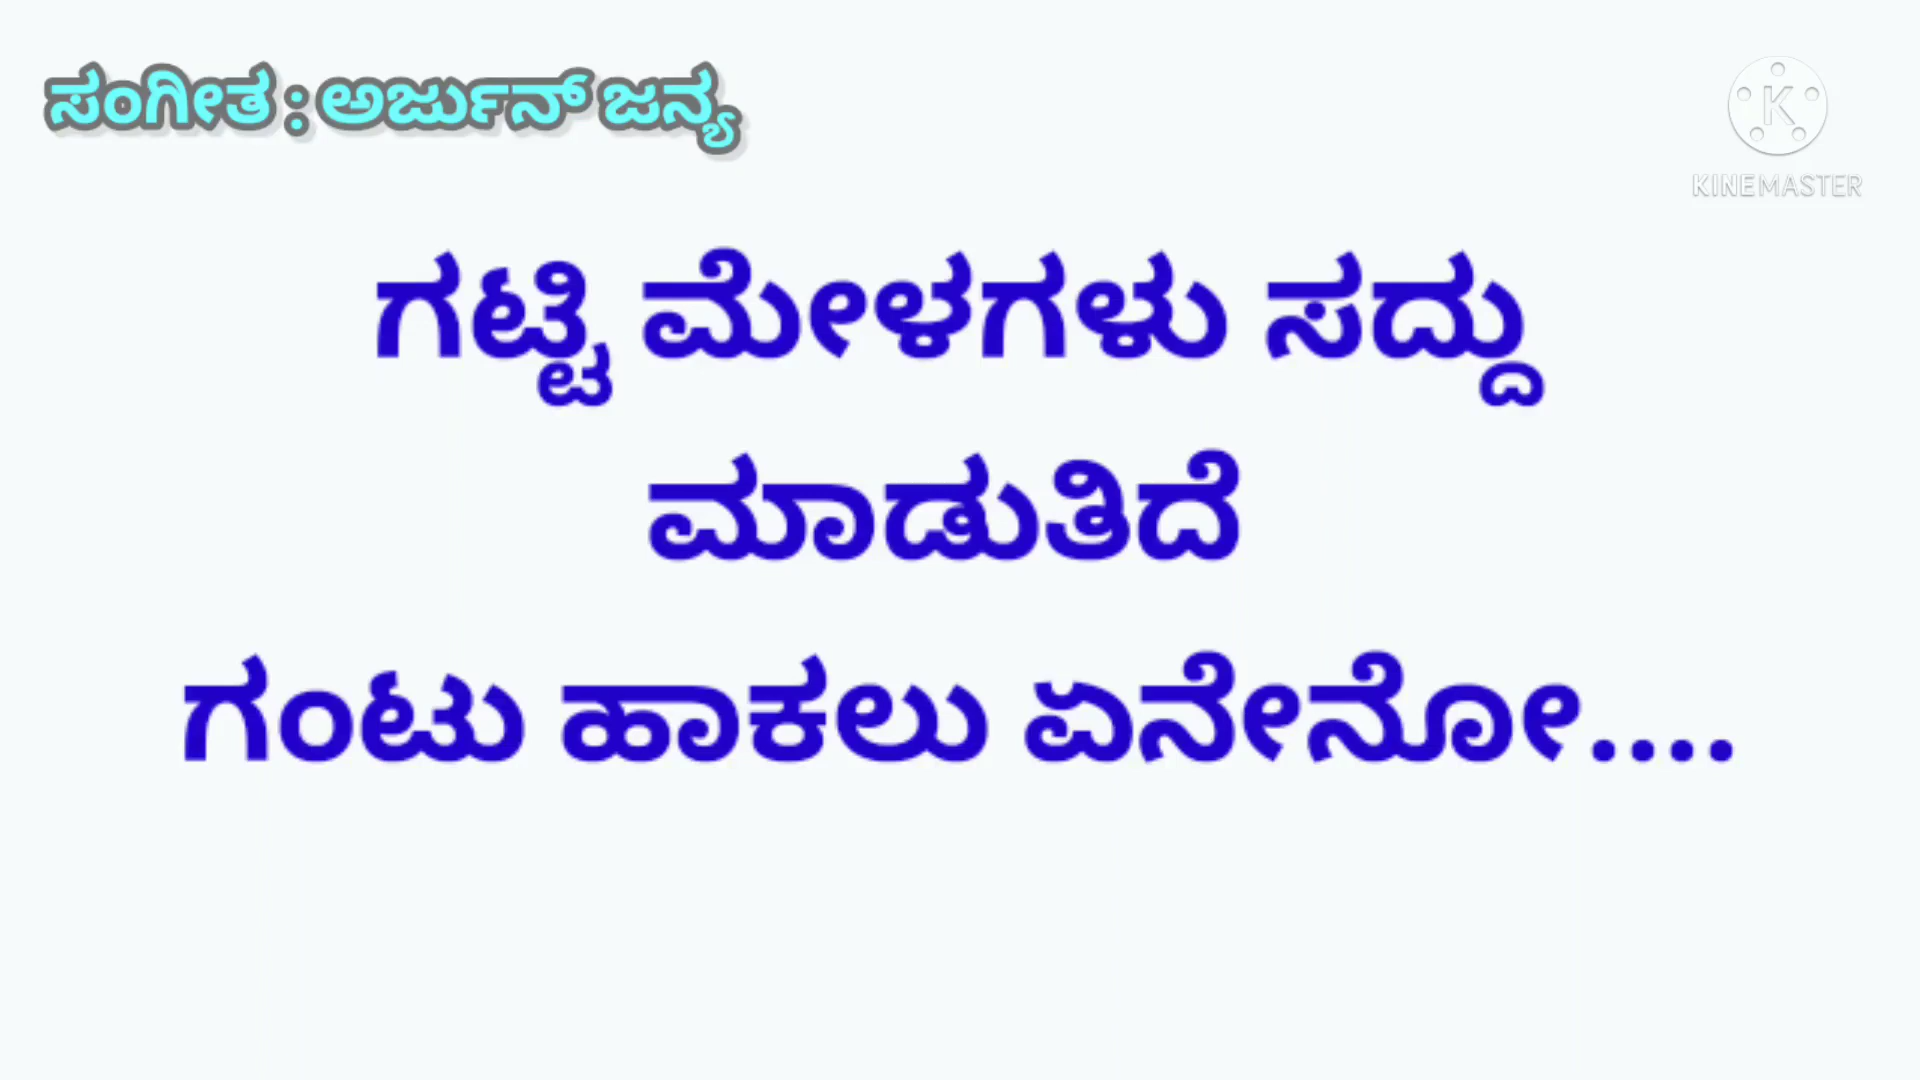 ಸಂಗೀತ : ಅರ್ಜುನ್ ಜನ್ಯ
KINEMASTER
ಗಟ್ಟಿ ಮೇಳಗಳು ಸದ್ದು
ಮಾಡುತಿದೆ
ಗಂಟು ಹಾಕಲು ಏನೇನೋ....